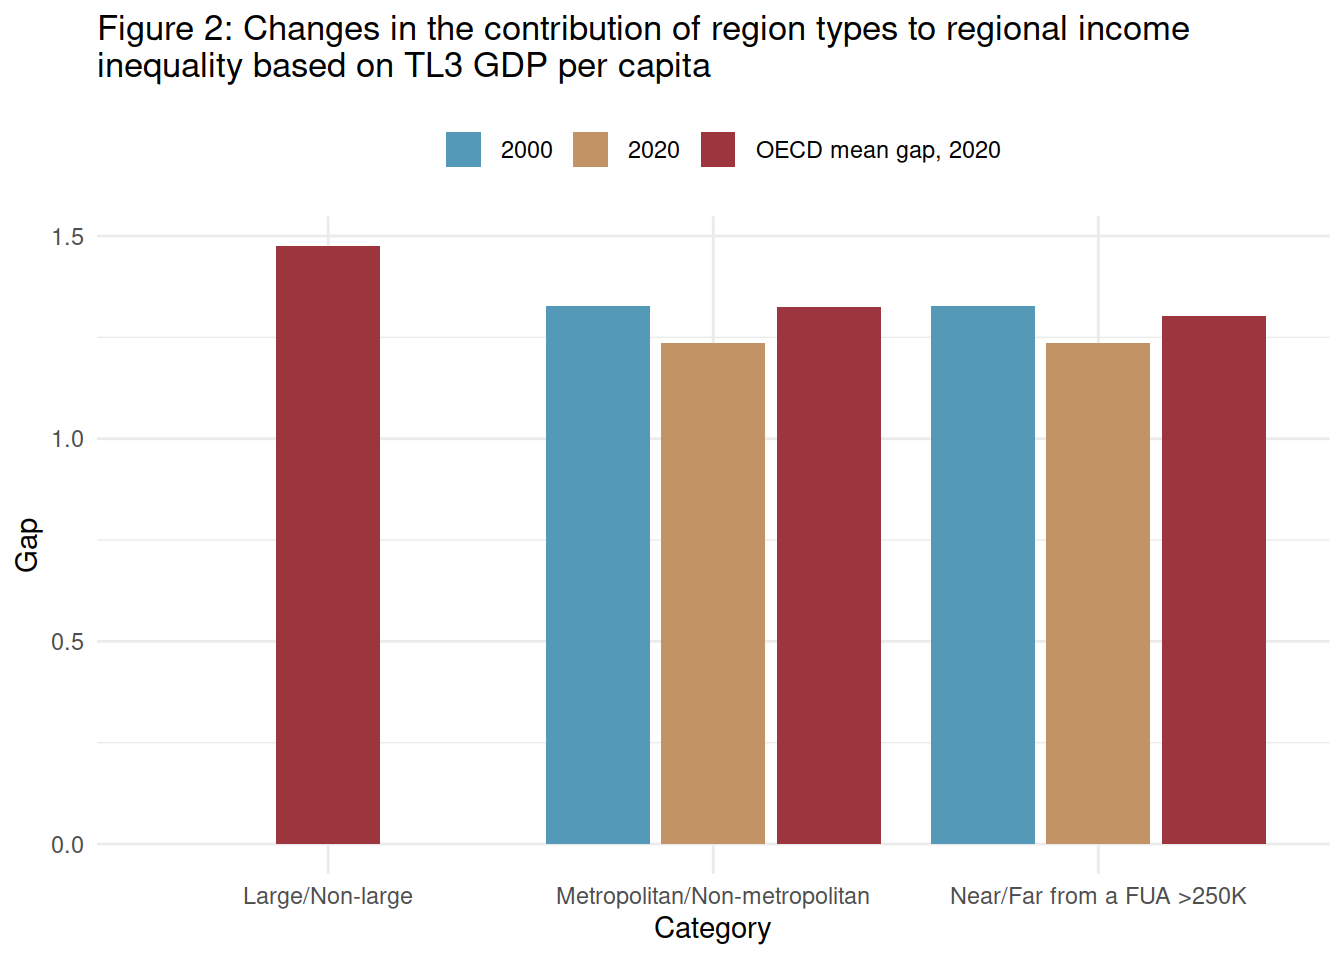 Figure 2: Changes in the contribution of region types to regional income
inequality based on TL3 GDP per capita
2000 2020 OECD mean gap, 2020
1.5
1.0
0.5
0.0
Gap
Large/Non-large Metropolitan/Non-metropolitan Near/Far from a FUA >250K
Category